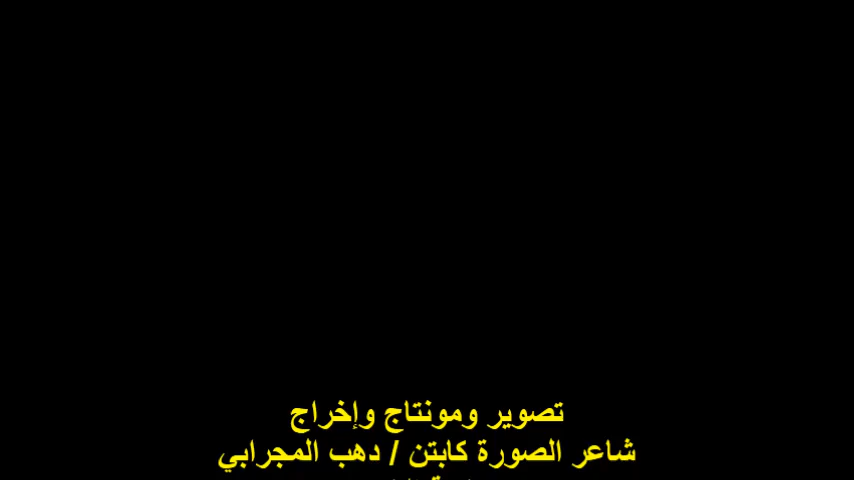 تصوير ومونتاج وإخراج
شاعر الصورة كابتن / دهب المجرابي